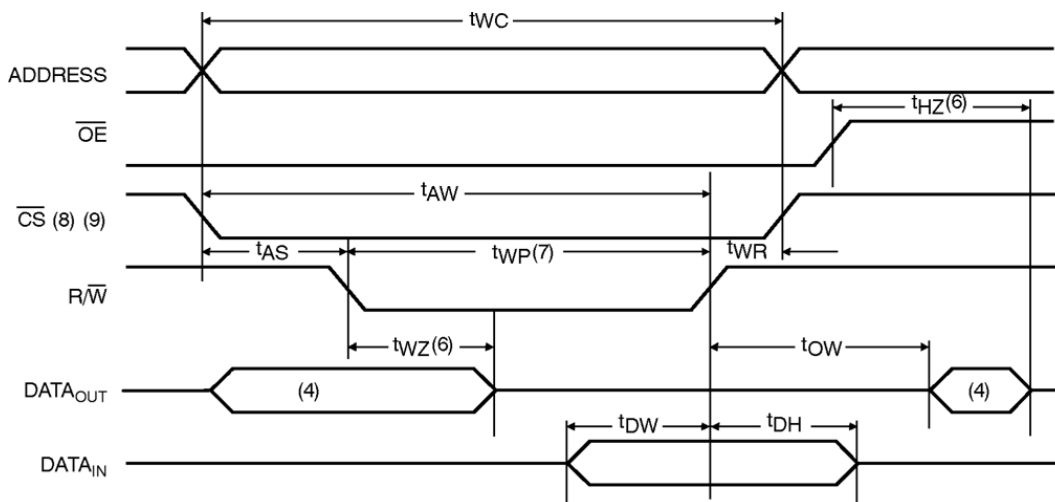 tWC
ADDRESS
tHZ(6)
OE
tAW
CS (8) (9)
tAS
tWP(7)
tWR
R/W
tWZ(6)
tOW
DATAOUT
(4)
(4)
tDW
tDH
DATAIN